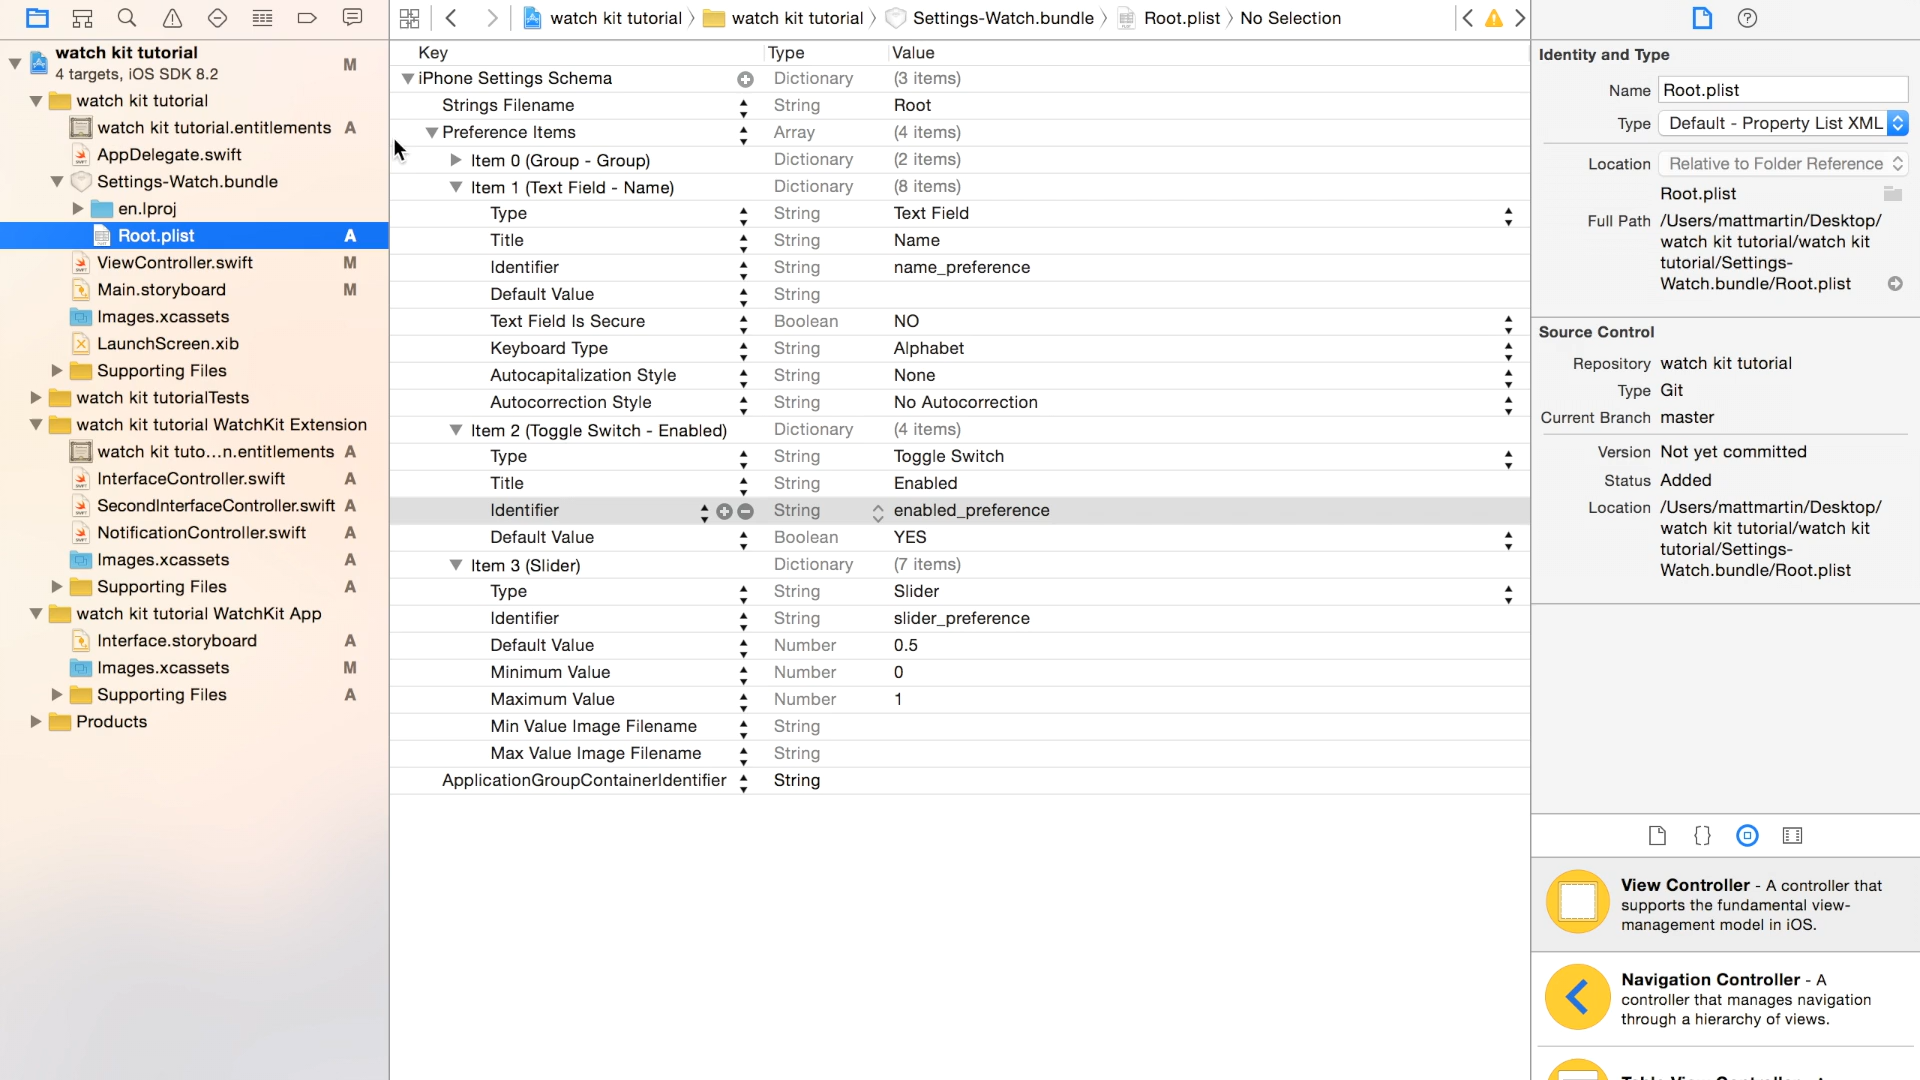 watch kit tutorial
4 targets, iOS SDK 8.2
M
watch kit tutorial
watch kit tutorial.entitlements A
AppDelegate.swift
Settings-Watch.bundle
en.lproj
Root.plist A
ViewController.swift M
Main.storyboard M
Images.xcassets
LaunchScreen.xib
Supporting Files
watch kit tutorialTests
watch kit tutorial WatchKit Extension
watch kit tuto...n.entitlements A
InterfaceController.swift A
SecondInterfaceController.swift A
NotificationController.swift A
Images.xcassets A
Supporting Files A
watch kit tutorial WatchKit App
Interface.storyboard A
Images.xcassets M
Supporting Files A
Products
watch kit tutorial watch kit tutorial Settings-Watch.bundle Root.plist No Selection
Key Type Value
iPhone Settings Schema Dictionary (3 items)
Strings Filename String Root
Preference Items Array (4 items)
Item 0 (Group - Group) Dictionary (2 items)
Item 1 (Text Field - Name) Dictionary (8 items)
Type String Text Field
Title String Name
Identifier String name_preference
Default Value String
Text Field Is Secure Boolean NO
Keyboard Type String Alphabet
Autocapitalization Style String None
Autocorrection Style String No Autocorrection
Item 2 (Toggle Switch - Enabled) Dictionary (4 items)
Type String Toggle Switch
Title String Enabled
Identifier String enabled_preference
Default Value Boolean YES
Item 3 (Slider) Dictionary (7 items)
Type String Slider
Identifier String slider_preference
Default Value Number 0.5
Minimum Value Number 0
Maximum Value Number 1
Min Value Image Filename String
Max Value Image Filename String
ApplicationGroupContainerIdentifier String
Identity and Type
Name Root.plist
Type Default - Property List XML
Location Relative to Folder Reference
Root.plist
Full Path /Users/mattmartin/Desktop/
watch kit tutorial/watch kit
tutorial/Settings-
Watch.bundle/Root.plist
Source Control
Repository watch kit tutorial
Type Git
Current Branch master
Version Not yet committed
Status Added
Location /Users/mattmartin/Desktop/
watch kit tutorial/watch kit
tutorial/Settings-
Watch.bundle/Root.plist
View Controller - A controller that
supports the fundamental view-
management model in iOS.
Navigation Controller - A
controller that manages navigation
through a hierarchy of views.